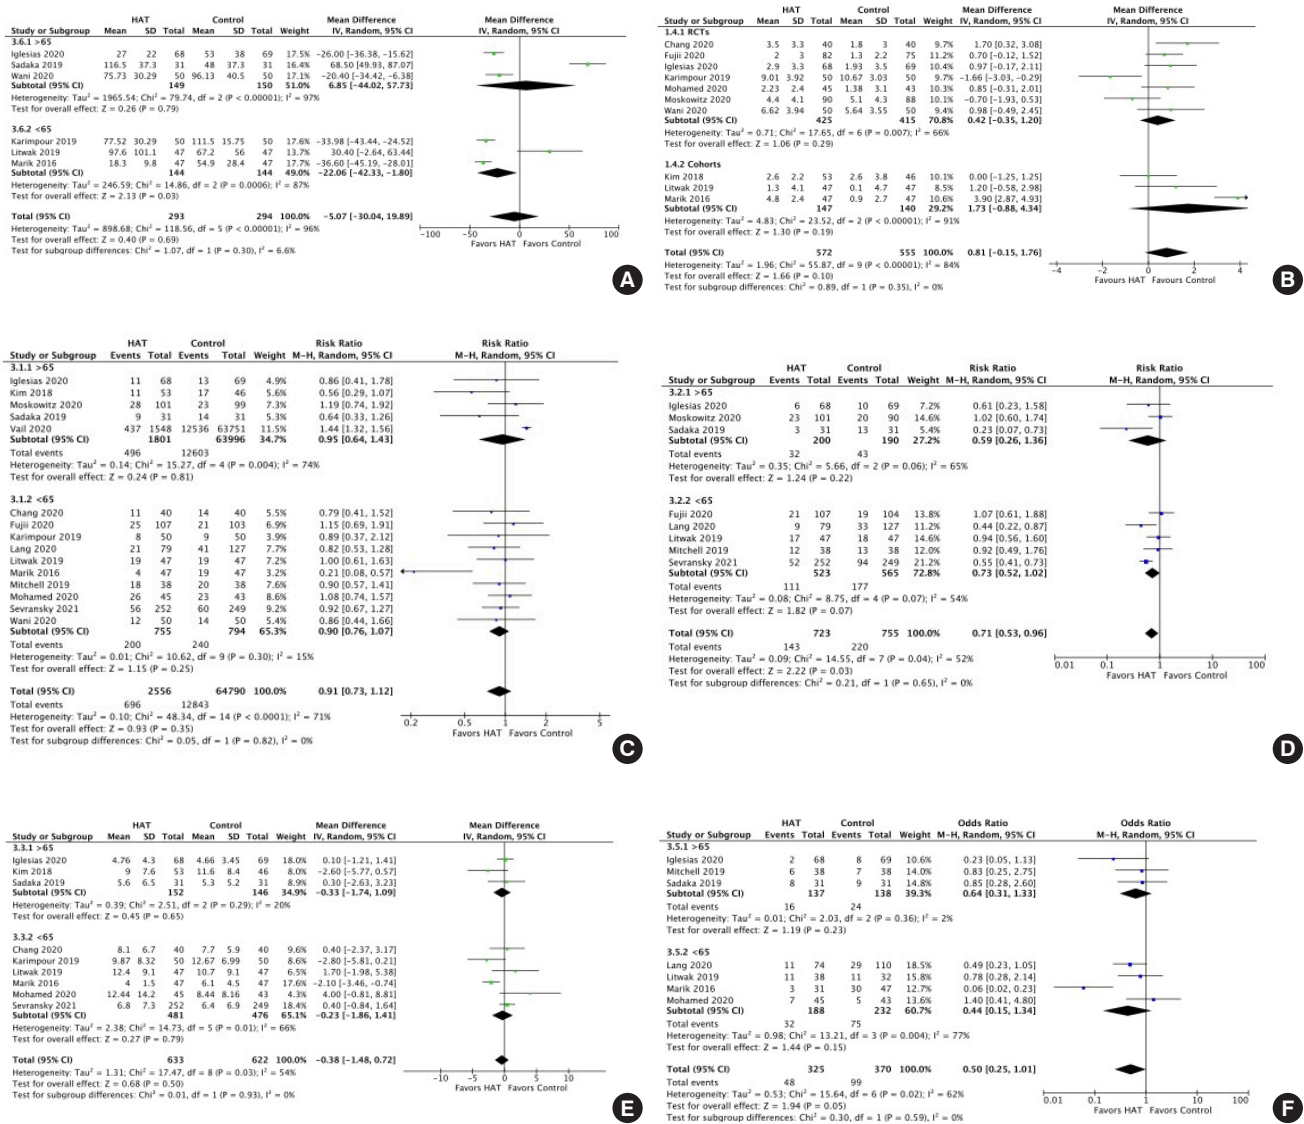 HAT Control Mean Difference Mean Difference
Study or Subgroup Mean SD Total Mean SD Total Weight IV, Random, 95% CI IV, Random, 95% CI
3.6.1 >65
Iglesias 2020 27 22 68 53 38 69 17.5% -26.00 [-36.38, -15.62]
Sadaka 2019 116.5 37.3 31 48 37.3 31 16.4% 68.50 [49.93, 87.07]
Wani 2020 75.73 30.29 50 96.13 40.5 50 17.1% -20.40 [-34.42, -6.38]
Subtotal (95% CI) 149 150 51.0% 6.85 [-44.02, 57.73]
Heterogeneity: Tau² = 1965.54; Chi² = 79.74, df = 2 (P < 0.00001); I² = 97%
Test for overall effect: Z = 0.26 (P = 0.79)
3.6.2 <65
Karimpour 2019 77.52 30.29 50 111.5 15.75 50 17.0% -33.98 [-43.44, -24.52]
Litwak 2019 97.6 101.1 47 67.2 56 47 13.7% 30.40 [-2.64, 63.44]
Marik 2016 18.3 9.8 47 54.9 28.4 47 17.7% -36.60 [-45.19, -28.01]
Subtotal (95% CI) 144 144 49.0% -22.06 [-42.33, -1.80]
Heterogeneity: Tau² = 246.59; Chi² = 14.86, df = 2 (P = 0.0006); I² = 87%
Test for overall effect: Z = 2.13 (P = 0.03)
Total (95% CI) 293 294 100.0% -5.07 [-30.04, 19.89]
Heterogeneity: Tau² = 898.68; Chi² = 118.56, df = 5 (P < 0.00001); I² = 96%
Test for overall effect: Z = 0.40 (P = 0.69)
Test for subgroup differences: Chi² = 1.07, df = 1 (P = 0.30), I² = 6.6%
-100 -50 0 50 100
Favors HAT Favors Control
A
HAT Control Mean Difference Mean Difference
Study or Subgroup Mean SD Total Mean SD Total Weight IV, Random, 95% CI IV, Random, 95% CI
1.4.1 RCTs
Chang 2020 3.5 3.3 40 1.8 3 40 9.7% 1.70 [0.32, 3.08]
Fujii 2020 2 3 82 1.3 2.2 75 11.2% 0.70 [-0.12, 1.52]
Iglesias 2020 2.9 3.3 68 1.93 3.5 69 10.4% 0.97 [-0.17, 2.11]
Karimpour 2019 9.01 3.92 50 10.67 3.03 50 9.7% -1.66 [-3.03, -0.29]
Mohamed 2020 2.23 2.4 45 1.38 3.1 43 10.3% 0.85 [-0.31, 2.01]
Moskowitz 2020 4.4 4.1 90 5.1 4.3 88 10.1% -0.70 [-1.93, 0.53]
Wani 2020 6.62 3.94 50 5.64 3.55 50 9.4% 0.98 [-0.49, 2.45]
Subtotal (95% CI) 425 415 70.8% 0.42 [-0.35, 1.20]
Heterogeneity: Tau² = 0.71; Chi² = 17.65, df = 6 (P = 0.007); I² = 66%
Test for overall effect: Z = 1.06 (P = 0.29)
1.4.2 Cohorts
Kim 2018 2.6 2.2 53 2.6 3.8 46 10.1% 0.00 [-1.25, 1.25]
Litwak 2019 1.3 4.1 47 0.1 4.7 47 8.5% 1.20 [-0.58, 2.98]
Marik 2016 4.8 2.4 47 0.9 2.7 47 10.6% 3.90 [2.87, 4.93]
Subtotal (95% CI) 147 140 29.2% 1.73 [-0.88, 4.34]
Heterogeneity: Tau² = 4.83; Chi² = 23.52, df = 2 (P < 0.00001); I² = 91%
Test for overall effect: Z = 1.30 (P = 0.19)
Total (95% CI) 572 555 100.0% 0.81 [-0.15, 1.76]
Heterogeneity: Tau² = 1.96; Chi² = 55.87, df = 9 (P < 0.00001); I² = 84%
Test for overall effect: Z = 1.66 (P = 0.10)
Test for subgroup differences: Chi² = 0.89, df = 1 (P = 0.35), I² = 0%
-4 -2 0 2 4
Favours HAT Favours Control
B
HAT Control Risk Ratio Risk Ratio
Study or Subgroup Events Total Events Total Weight M-H, Random, 95% CI M-H, Random, 95% CI
3.1.1 >65
Iglesias 2020 11 68 13 69 4.9% 0.86 [0.41, 1.78]
Kim 2018 11 53 17 46 5.6% 0.56 [0.29, 1.07]
Moskowitz 2020 28 101 23 99 7.3% 1.19 [0.74, 1.92]
Sadaka 2019 9 31 14 31 5.3% 0.64 [0.33, 1.26]
Vail 2020 437 1548 12536 63751 11.5% 1.44 [1.32, 1.56]
Subtotal (95% CI) 1801 63996 34.7% 0.95 [0.64, 1.43]
Total events 496 12603
Heterogeneity: Tau² = 0.14; Chi² = 15.27, df = 4 (P = 0.004); I² = 74%
Test for overall effect: Z = 0.24 (P = 0.81)
3.1.2 <65
Chang 2020 11 40 14 40 5.5% 0.79 [0.41, 1.52]
Fujii 2020 25 107 21 103 6.9% 1.15 [0.69, 1.91]
Karimpour 2019 8 50 9 50 3.9% 0.89 [0.37, 2.12]
Lang 2020 21 79 41 127 7.7% 0.82 [0.53, 1.28]
Litwak 2019 19 47 19 47 7.2% 1.00 [0.61, 1.63]
Marik 2016 4 47 19 47 3.2% 0.21 [0.08, 0.57]
Mitchell 2019 18 38 20 38 7.6% 0.90 [0.57, 1.41]
Mohamed 2020 26 45 23 43 8.6% 1.08 [0.74, 1.57]
Sevransky 2021 56 252 60 249 9.2% 0.92 [0.67, 1.27]
Wani 2020 12 50 14 50 5.4% 0.86 [0.44, 1.66]
Subtotal (95% CI) 755 794 65.3% 0.90 [0.76, 1.07]
Total events 200 240
Heterogeneity: Tau² = 0.01; Chi² = 10.62, df = 9 (P = 0.30); I² = 15%
Test for overall effect: Z = 1.15 (P = 0.25)
Total (95% CI) 2556 64790 100.0% 0.91 [0.73, 1.12]
Total events 696 12843
Heterogeneity: Tau² = 0.10; Chi² = 48.34, df = 14 (P < 0.0001); I² = 71%
Test for overall effect: Z = 0.93 (P = 0.35)
Test for subgroup differences: Chi² = 0.05, df = 1 (P = 0.82), I² = 0%
0.2 1 2 5
Favors HAT Favors Control
C
HAT Control Risk Ratio Risk Ratio
Study or Subgroup Events Total Events Total Weight M-H, Random, 95% CI M-H, Random, 95% CI
3.2.1 >65
Iglesias 2020 6 68 10 69 7.2% 0.61 [0.23, 1.58]
Moskowitz 2020 23 101 20 90 14.6% 1.02 [0.60, 1.74]
Sadaka 2019 3 31 13 31 5.4% 0.23 [0.07, 0.73]
Subtotal (95% CI) 200 190 27.2% 0.59 [0.26, 1.36]
Total events 32 43
Heterogeneity: Tau² = 0.35; Chi² = 5.66, df = 2 (P = 0.06); I² = 65%
Test for overall effect: Z = 1.24 (P = 0.22)
3.2.2 <65
Fujii 2020 21 107 19 104 13.8% 1.07 [0.61, 1.88]
Lang 2020 9 79 33 127 11.1% 0.44 [0.22, 0.87]
Litwak 2019 17 47 18 47 14.8% 0.94 [0.56, 1.60]
Mitchell 2019 12 38 13 38 12.0% 0.92 [0.49, 1.76]
Sevransky 2021 52 252 94 249 21.2% 0.55 [0.41, 0.73]
Subtotal (95% CI) 523 565 72.8% 0.73 [0.52, 1.02]
Total events 111 177
Heterogeneity: Tau² = 0.08; Chi² = 8.75, df = 4 (P = 0.07); I² = 54%
Test for overall effect: Z = 1.82 (P = 0.07)
Total (95% CI) 723 755 100.0% 0.71 [0.53, 0.96]
Total events 143 220
Heterogeneity: Tau² = 0.09; Chi² = 14.55, df = 7 (P = 0.04); I² = 52%
Test for overall effect: Z = 2.22 (P = 0.03)
Test for subgroup differences: Chi² = 0.21, df = 1 (P = 0.65), I² = 0%
0.01 0.1 1 10 100
Favors HAT Favors Control
D
HAT Control Mean Difference Mean Difference
Study or Subgroup Mean SD Total Mean SD Total Weight IV, Random, 95% CI IV, Random, 95% CI
3.3.1 >65
Iglesias 2020 4.76 4.3 68 4.66 3.45 69 18.0% 0.10 [-1.21, 1.41]
Kim 2018 9 7.6 53 11.6 8.4 46 8.0% -2.60 [-5.77, 0.57]
Sadaka 2019 5.6 6.5 31 5.3 5.2 31 8.9% 0.30 [-2.63, 3.23]
Subtotal (95% CI) 152 146 34.9% -0.33 [-1.74, 1.09]
Heterogeneity: Tau² = 0.39; Chi² = 2.51, df = 2 (P = 0.29); I² = 20%
Test for overall effect: Z = 0.45 (P = 0.65)
3.3.2 <65
Chang 2020 8.1 6.7 40 7.7 5.9 40 9.6% 0.40 [-2.37, 3.17]
Karimpour 2019 9.87 8.32 50 12.67 6.99 50 8.6% -2.80 [-5.81, 0.21]
Litwak 2019 12.4 9.1 47 10.7 9.1 47 6.5% 1.70 [-1.98, 5.38]
Marik 2016 4 1.5 47 6.1 4.5 47 17.6% -2.10 [-3.46, -0.74]
Mohamed 2020 12.44 14.2 45 8.44 8.16 43 4.4% 4.00 [-0.81, 8.81]
Sevransky 2021 6.8 7.3 252 6.4 6.9 249 18.4% 0.40 [-0.84, 1.64]
Subtotal (95% CI) 481 476 65.1% -0.23 [-1.86, 1.41]
Heterogeneity: Tau² = 2.38; Chi² = 14.73, df = 5 (P = 0.01); I² = 66%
Test for overall effect: Z = 0.27 (P = 0.79)
Total (95% CI) 633 622 100.0% -0.38 [-1.48, 0.72]
Heterogeneity: Tau² = 1.31; Chi² = 17.47, df = 8 (P = 0.03); I² = 54%
Test for overall effect: Z = 0.68 (P = 0.50)
Test for subgroup differences: Chi² = 0.01, df = 1 (P = 0.93), I² = 0%
-10 -5 0 5 10
Favors HAT Favors Control
E
HAT Control Odds Ratio Odds Ratio
Study or Subgroup Events Total Events Total Weight M-H, Random, 95% CI M-H, Random, 95% CI
3.5.1 >65
Iglesias 2020 2 68 8 69 10.6% 0.23 [0.05, 1.13]
Mitchell 2019 6 38 7 38 14.0% 0.83 [0.25, 2.75]
Sadaka 2019 8 31 9 31 14.8% 0.85 [0.28, 2.60]
Subtotal (95% CI) 137 138 39.3% 0.64 [0.31, 1.33]
Total events 16 24
Heterogeneity: Tau² = 0.01; Chi² = 2.03, df = 2 (P = 0.36); I² = 2%
Test for overall effect: Z = 1.19 (P = 0.23)
3.5.2 <65
Lang 2020 11 74 29 110 18.5% 0.49 [0.23, 1.05]
Litwak 2019 11 38 11 32 15.6% 0.78 [0.28, 2.14]
Marik 2016 3 31 30 47 13.1% 0.06 [0.02, 0.23]
Mohamed 2020 7 45 5 43 13.4% 1.40 [0.41, 4.80]
Subtotal (95% CI) 188 232 60.7% 0.44 [0.15, 1.34]
Total events 32 75
Heterogeneity: Tau² = 0.98; Chi² = 13.21, df = 3 (P = 0.004); I² = 77%
Test for overall effect: Z = 1.44 (P = 0.15)
Total (95% CI) 325 370 100.0% 0.50 [0.25, 1.01]
Total events 48 99
Heterogeneity: Tau² = 0.53; Chi² = 15.64, df = 6 (P = 0.02); I² = 62%
Test for overall effect: Z = 1.94 (P = 0.05)
Test for subgroup differences: Chi² = 0.30, df = 1 (P = 0.59), I² = 0%
0.01 0.1 1 10 100
Favors HAT Favors Control
F